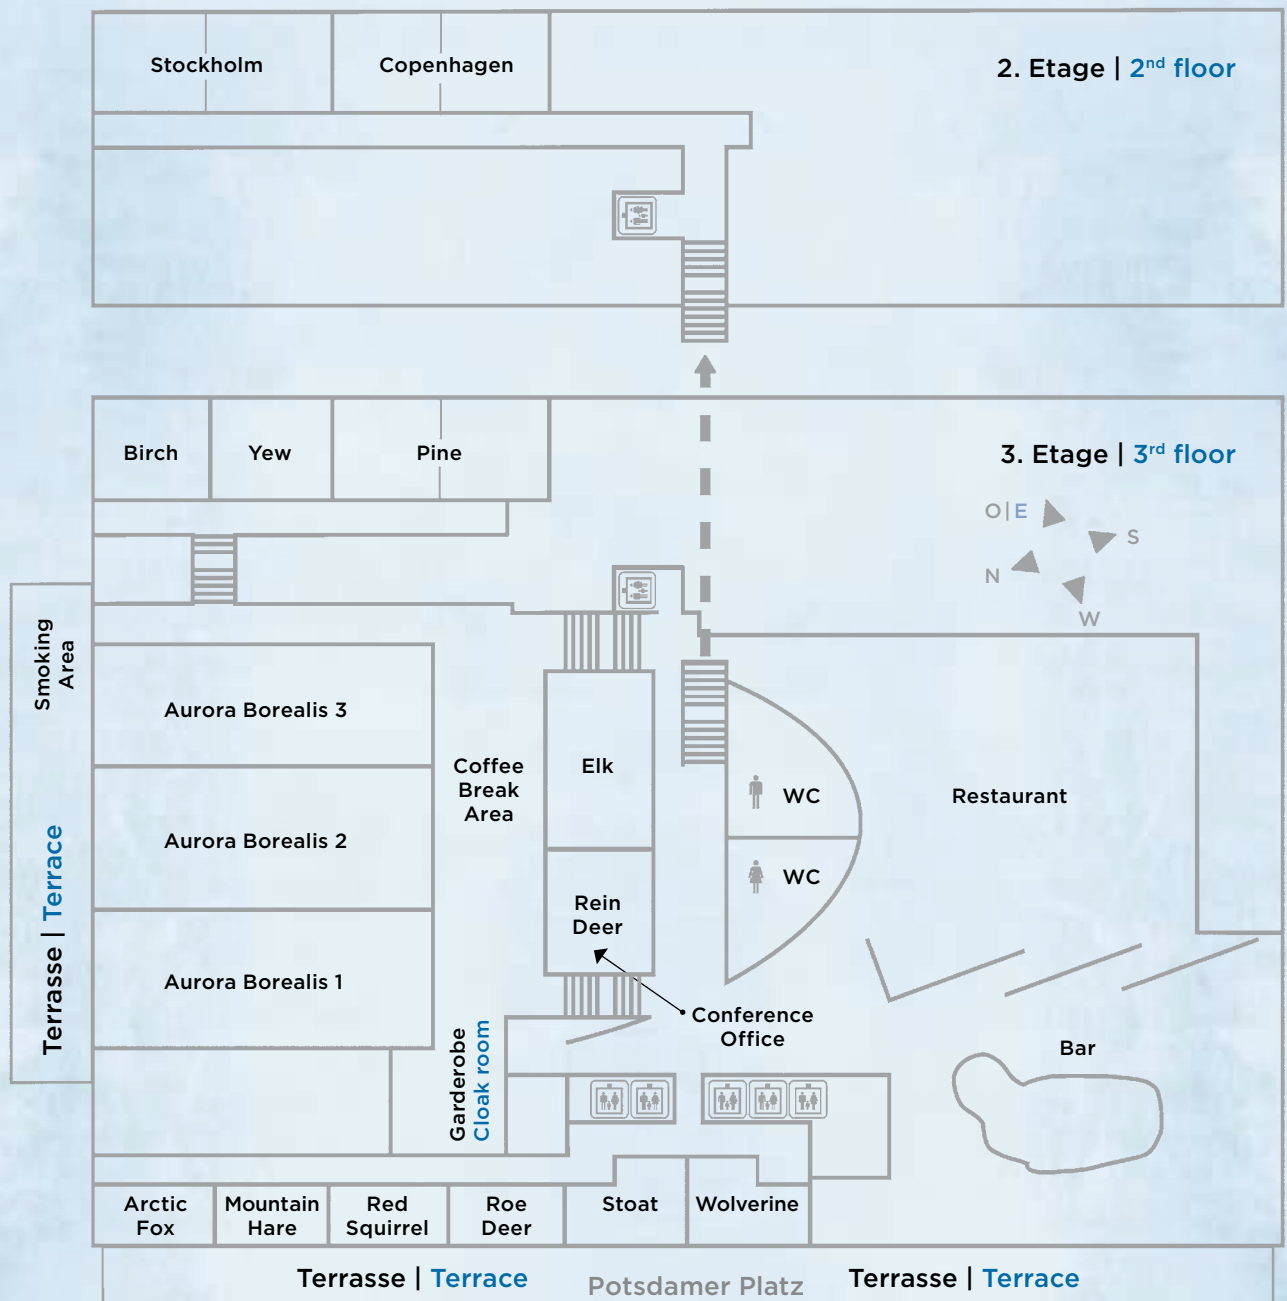 Stockholm
Copenhagen
2. Etage | 2nd floor
Birch
Yew
Pine
3. Etage | 3rd floor
O|E
S
N
W
Smoking
Area
Aurora Borealis 3
Coffee
Break
Area
Elk
WC
Restaurant
Aurora Borealis 2
WC
Terrasse | Terrace
Rein
Deer
Aurora Borealis 1
Conference
Office
Garderobe
Cloak room
Bar
Arctic
Fox
Mountain
Hare
Red
Squirrel
Roe
Deer
Stoat
Wolverine
Terrasse | Terrace
Potsdamer Platz
Terrasse | Terrace